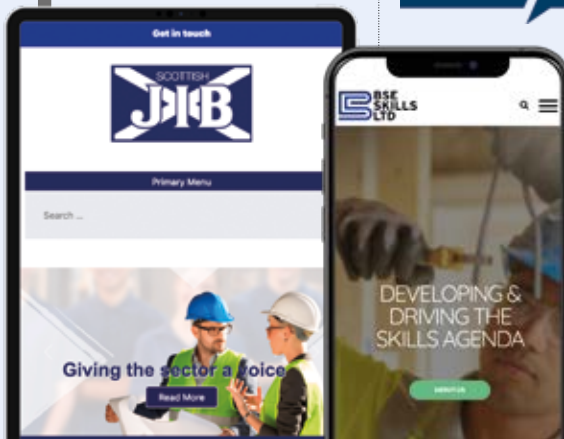 Get in touch
SCOTTISH
JIB
Primary Menu
Search ...
Giving the sector a voice
Read More
BSE
SKILLS
LTD
DEVELOPING &
DRIVING THE
SKILLS AGENDA